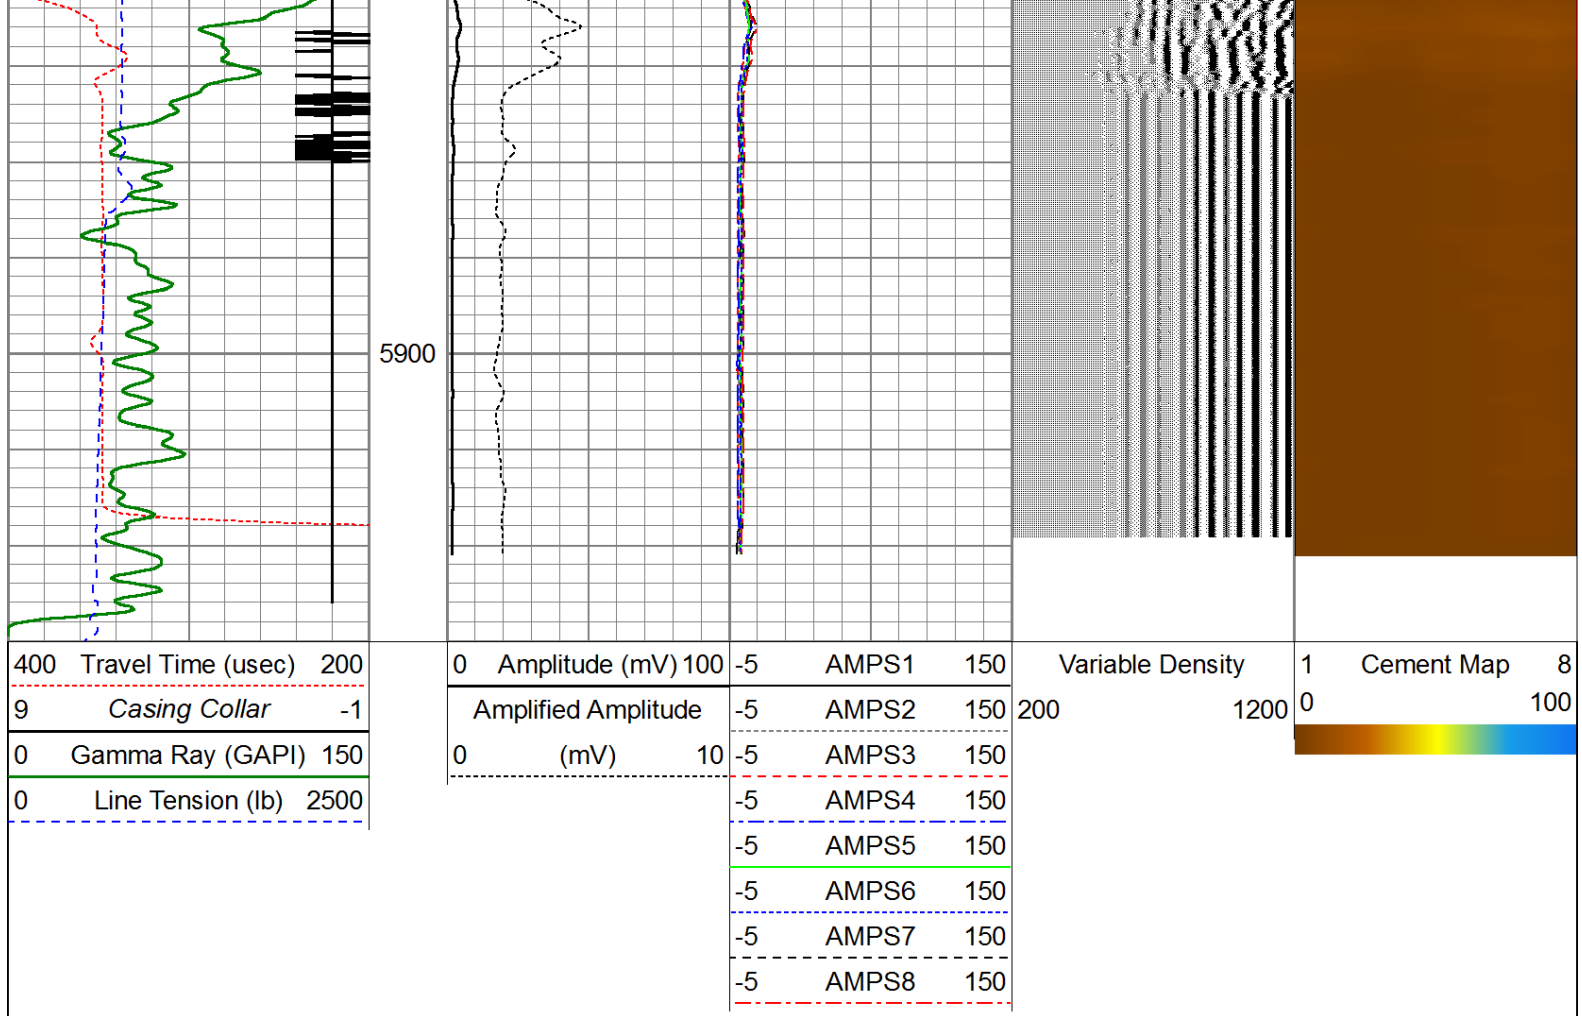 5900
400 Travel Time (usec) 200
9 Casing Collar -1
0 Gamma Ray (GAPI) 150
0 Line Tension (lb) 2500
0 Amplitude (mV) 100
Amplified Amplitude
0 (mV) 10
-5 AMPS1 150
-5 AMPS2 150
-5 AMPS3 150
-5 AMPS4 150
-5 AMPS5 150
-5 AMPS6 150
-5 AMPS7 150
-5 AMPS8 150
Variable Density
200 1200
1 Cement Map 8
0 100